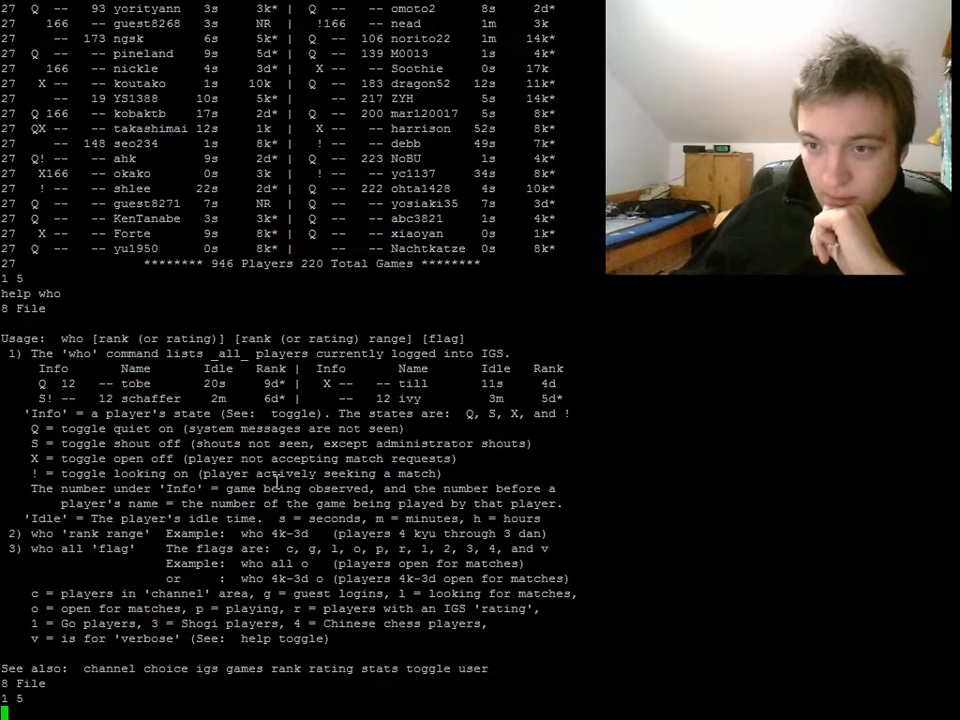 27  Q  --   93 yorityann   3s     3k* |   Q  --   -- omoto2      8s     2d*
27    166   -- guest8268   3s     NR  |   !166   -- nead        1m     3k
27     --  173 ngsk        6s     5k* |   Q  --  106 norito22    1m    14k*
27  Q  --   -- pineland    9s     5d* |   Q  --  139 M0013       1s     4k*
27    166   -- nickle      4s     3d* |    X --   -- Soothie     0s    17k
27   X --   -- koutako     1s    10k  |   Q  --  183 dragon52   12s    11k*
27     --   19 YS1388     10s     5k* |      --  217 ZYH         5s    14k
27  Q 166   -- kobaktb    17s     2d* |   Q  --  200 mar120017   5s     8k*
27  QX --   -- takashimai 12s     1k  |    X --   -- harrison   52s     8k*
27     --  148 seo234      1s     8k* |    ! --   -- debb       49s     7k*
27  Q! --   -- ahk         9s     2d* |   Q  --  223 NoBU        1s     4k*
27   X166   -- okako       0s     3k  |    ! --   -- yc1137     34s     8k*
27   ! --   -- shlee      22s     2d* |   Q  --  222 ohta1428    4s    10k*
27  Q  --   -- guest8271   7s     NR  |   Q  --   -- yosiaki35   7s     3d*
27  Q  --   -- KenTanabe   3s     3k* |   Q  --   -- abc3821     1s     4k*
27   X --   -- Forte       9s     8k* |   Q  --   -- xiaoyan     0s     1k*
27  Q  --   -- yu1950      0s     8k* |      --   -- Nachtkatze  0s     8k*
27                 ******** 946 Players 220 Total Games ********
1 5
help who
8 File
Usage:  who [rank (or rating)] [rank (or rating) range] [flag]
1) The 'who' command lists _all_ players currently logged into IGS.
Info       Name       Idle   Rank |  Info       Name       Idle   Rank
Q  12   -- tobe       20s     9d* |   X --   -- till       11s     4d
S! --   12 schaffer    2m     6d* |     --   12 ivy         3m     5d*
'Info' = a player's state (See:  toggle). The states are:  Q, S, X, and !
Q = toggle quiet on (system messages are not seen)
S = toggle shout off (shouts not seen, except administrator shouts)
X = toggle open off (player not accepting match requests)
! = toggle looking on (player actively seeking a match)
The number under 'Info' = game being observed, and the number before a
player's name = the number of the game being played by that player.
'Idle' = The player's idle time.  s = seconds, m = minutes, h = hours
2) who 'rank range'  Example:  who 4k-3d  (players 4 kyu through 3 dan)
3) who all 'flag'    The flags are:  c, g, l, o, p, r, 1, 2, 3, 4, and v
Example:  who all o   (players open for matches)
or     :  who 4k-3d o (players 4k-3d open for matches)
c = players in 'channel' area, g = guest logins, l = looking for matches,
o = open for matches, p = playing, r = players with an IGS 'rating',
1 = Go players, 3 = Shogi players, 4 = Chinese chess players,
v = is for 'verbose' (See:  help toggle)
See also:  channel choice igs games rank rating stats toggle user
8 File
1 5